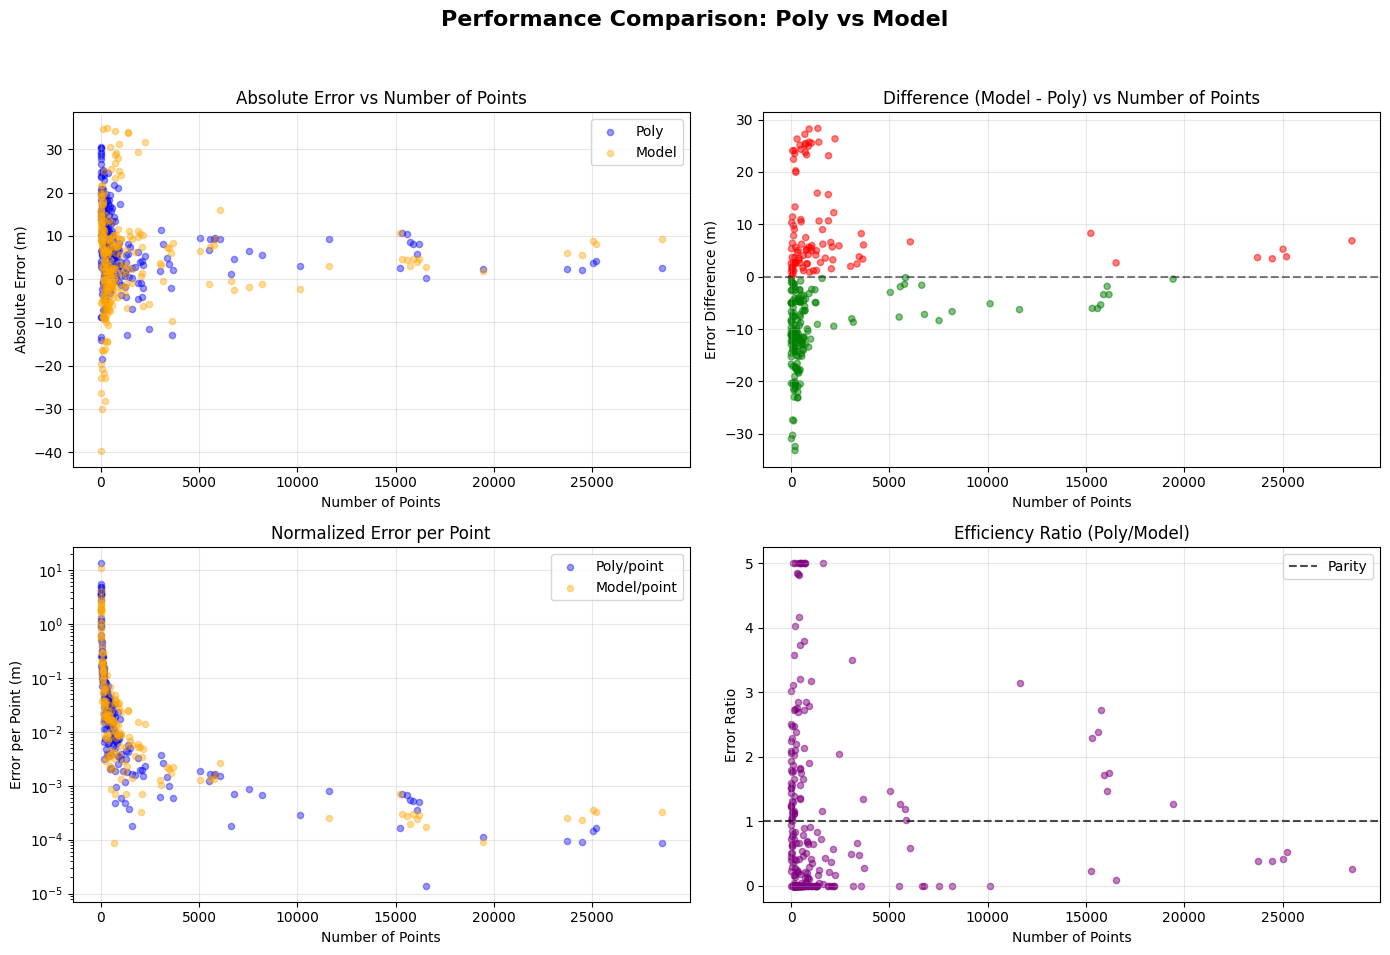 Performance Comparison: Poly vs Model
Absolute Error vs Number of Points
Absolute Error (m)
30
20
10
0
−10
−20
−30
−40
Poly
Model
0 5000 10000 15000 20000 25000
Number of Points
Difference (Model - Poly) vs Number of Points
Error Difference (m)
30
20
10
0
−10
−20
−30
0 5000 10000 15000 20000 25000
Number of Points
Normalized Error per Point
Error per Point (m)
10¹
10⁰
10⁻¹
10⁻²
10⁻³
10⁻⁴
10⁻⁵
Poly/point
Model/point
0 5000 10000 15000 20000 25000
Number of Points
Efficiency Ratio (Poly/Model)
Error Ratio
5
4
3
2
1
0
Parity
0 5000 10000 15000 20000 25000
Number of Points